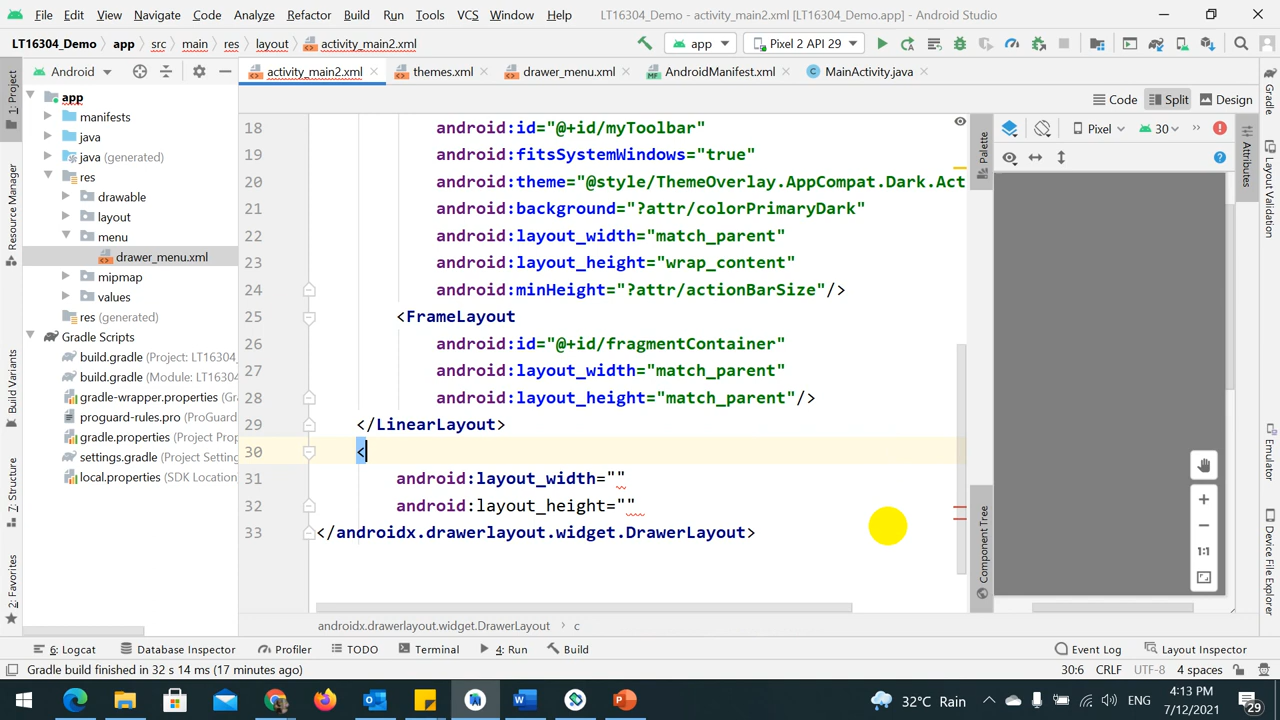 File Edit View Navigate Code Analyze Refactor Build Run Tools VCS Window Help LT16304_Demo - activity_main2.xml [LT16304_Demo.app] - Android Studio
LT16304_Demo app src main res layout activity_main2.xml app Pixel 2 API 29
Android activity_main2.xml themes.xml drawer_menu.xml AndroidManifest.xml MainActivity.java
Code Split Design
1: Project
Resource Manager
Build Variants
7: Structure
2: Favorites
app
manifests
java
java (generated)
res
drawable
layout
menu
drawer_menu.xml
mipmap
values
res (generated)
Gradle Scripts
build.gradle (Project: LT16304_
build.gradle (Module: LT16304_
gradle-wrapper.properties (Gra
proguard-rules.pro (ProGuard
gradle.properties (Project Prop
settings.gradle (Project Setting
local.properties (SDK Location
18 android:id="@+id/myToolbar"
19 android:fitsSystemWindows="true"
20 android:theme="@style/ThemeOverlay.AppCompat.Dark.Act
21 android:background="?attr/colorPrimaryDark"
22 android:layout_width="match_parent"
23 android:layout_height="wrap_content"
24 android:minHeight="?attr/actionBarSize"/>
25 <FrameLayout
26 android:id="@+id/fragmentContainer"
27 android:layout_width="match_parent"
28 android:layout_height="match_parent"/>
29 </LinearLayout>
30 <
31 android:layout_width=""
32 android:layout_height=""
33 </androidx.drawerlayout.widget.DrawerLayout>
androidx.drawerlayout.widget.DrawerLayout c
Palette
Component Tree
Pixel 30
1:1
Attributes
Gradle
Layout Validation
Emulator
Device File Explorer
6: Logcat Database Inspector Profiler TODO Terminal 4: Run Build Event Log Layout Inspector
Gradle build finished in 32 s 14 ms (17 minutes ago) 30:6 CRLF UTF-8 4 spaces
32°C Rain ENG 4:13 PM
7/12/2021 29